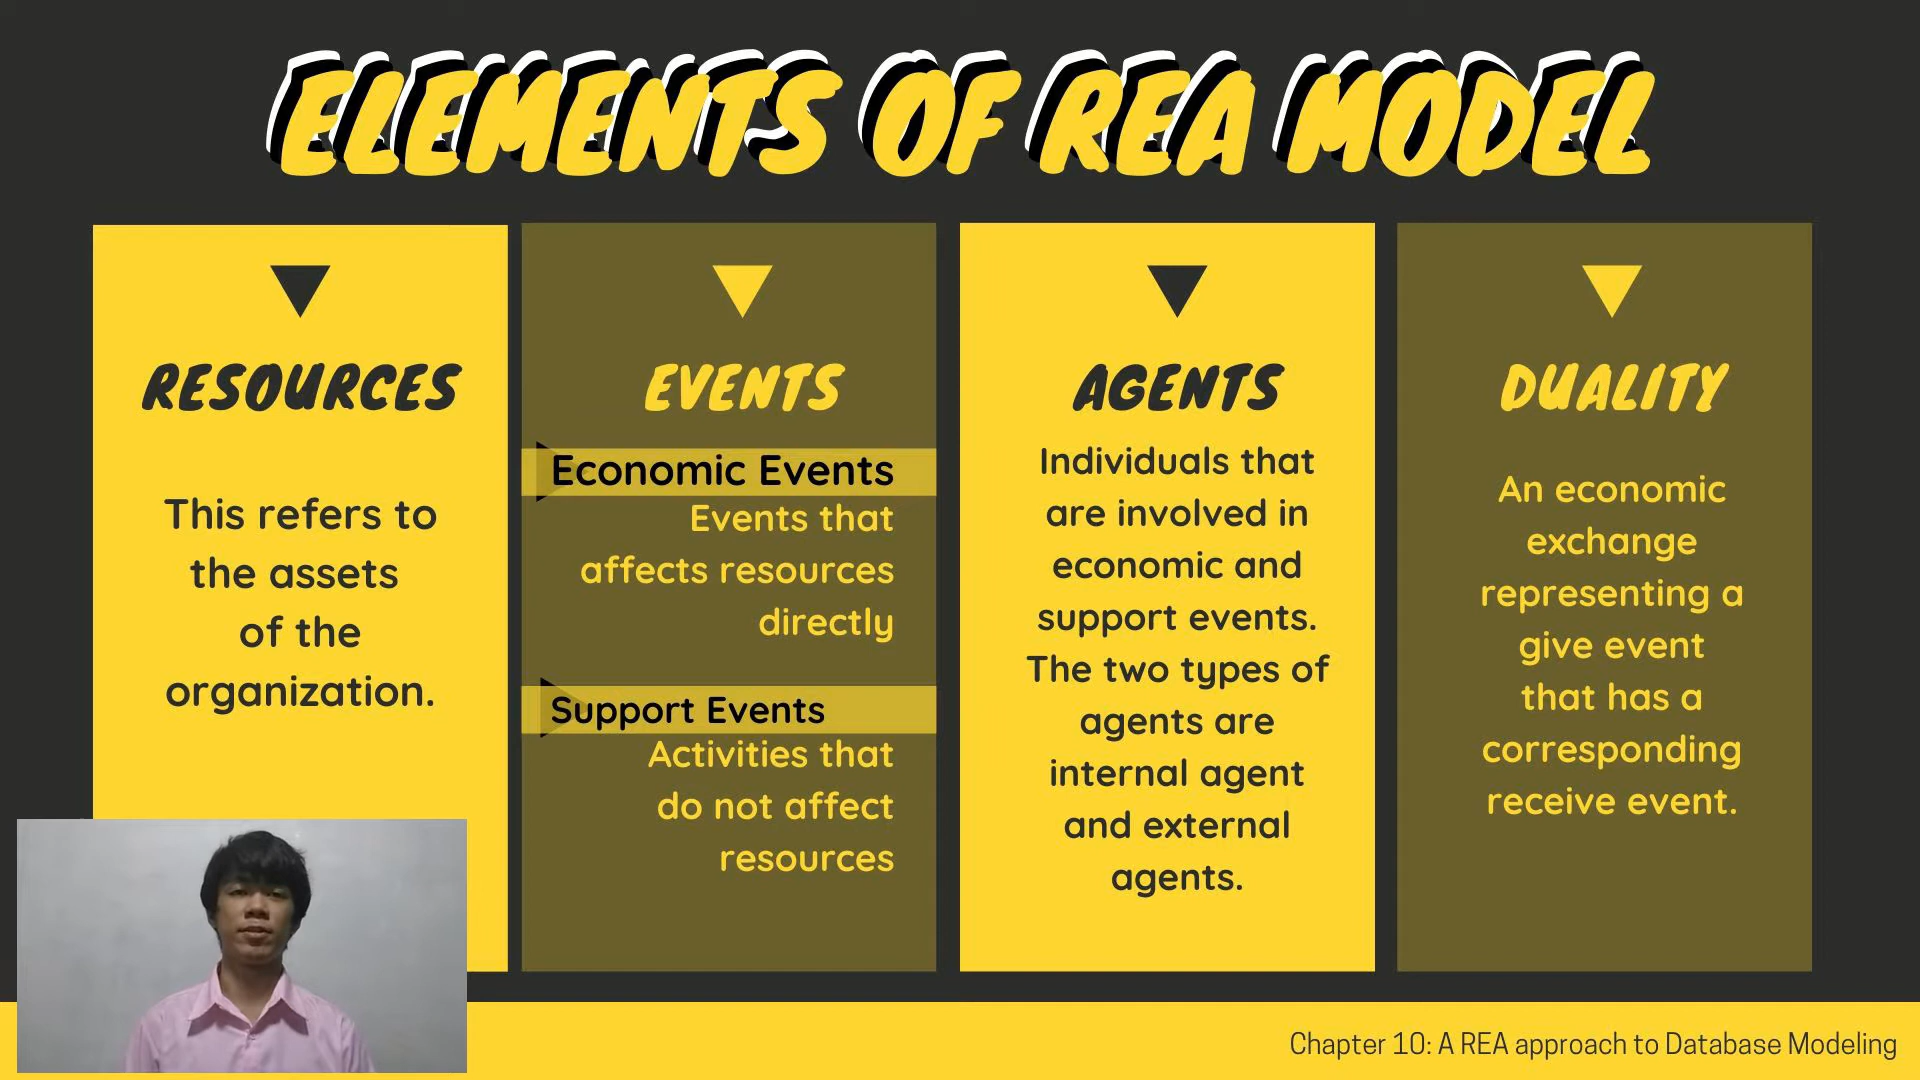 ELEMENTS OF REA MODEL
RESOURCES
This refers to
the assets
of the
organization.
EVENTS
Economic Events
Events that
affects resources
directly
Support Events
Activities that
do not affect
resources
AGENTS
Individuals that
are involved in
economic and
support events.
The two types of
agents are
internal agent
and external
agents.
DUALITY
An economic
exchange
representing a
give event
that has a
corresponding
receive event.
Chapter 10: A REA approach to Database Modeling